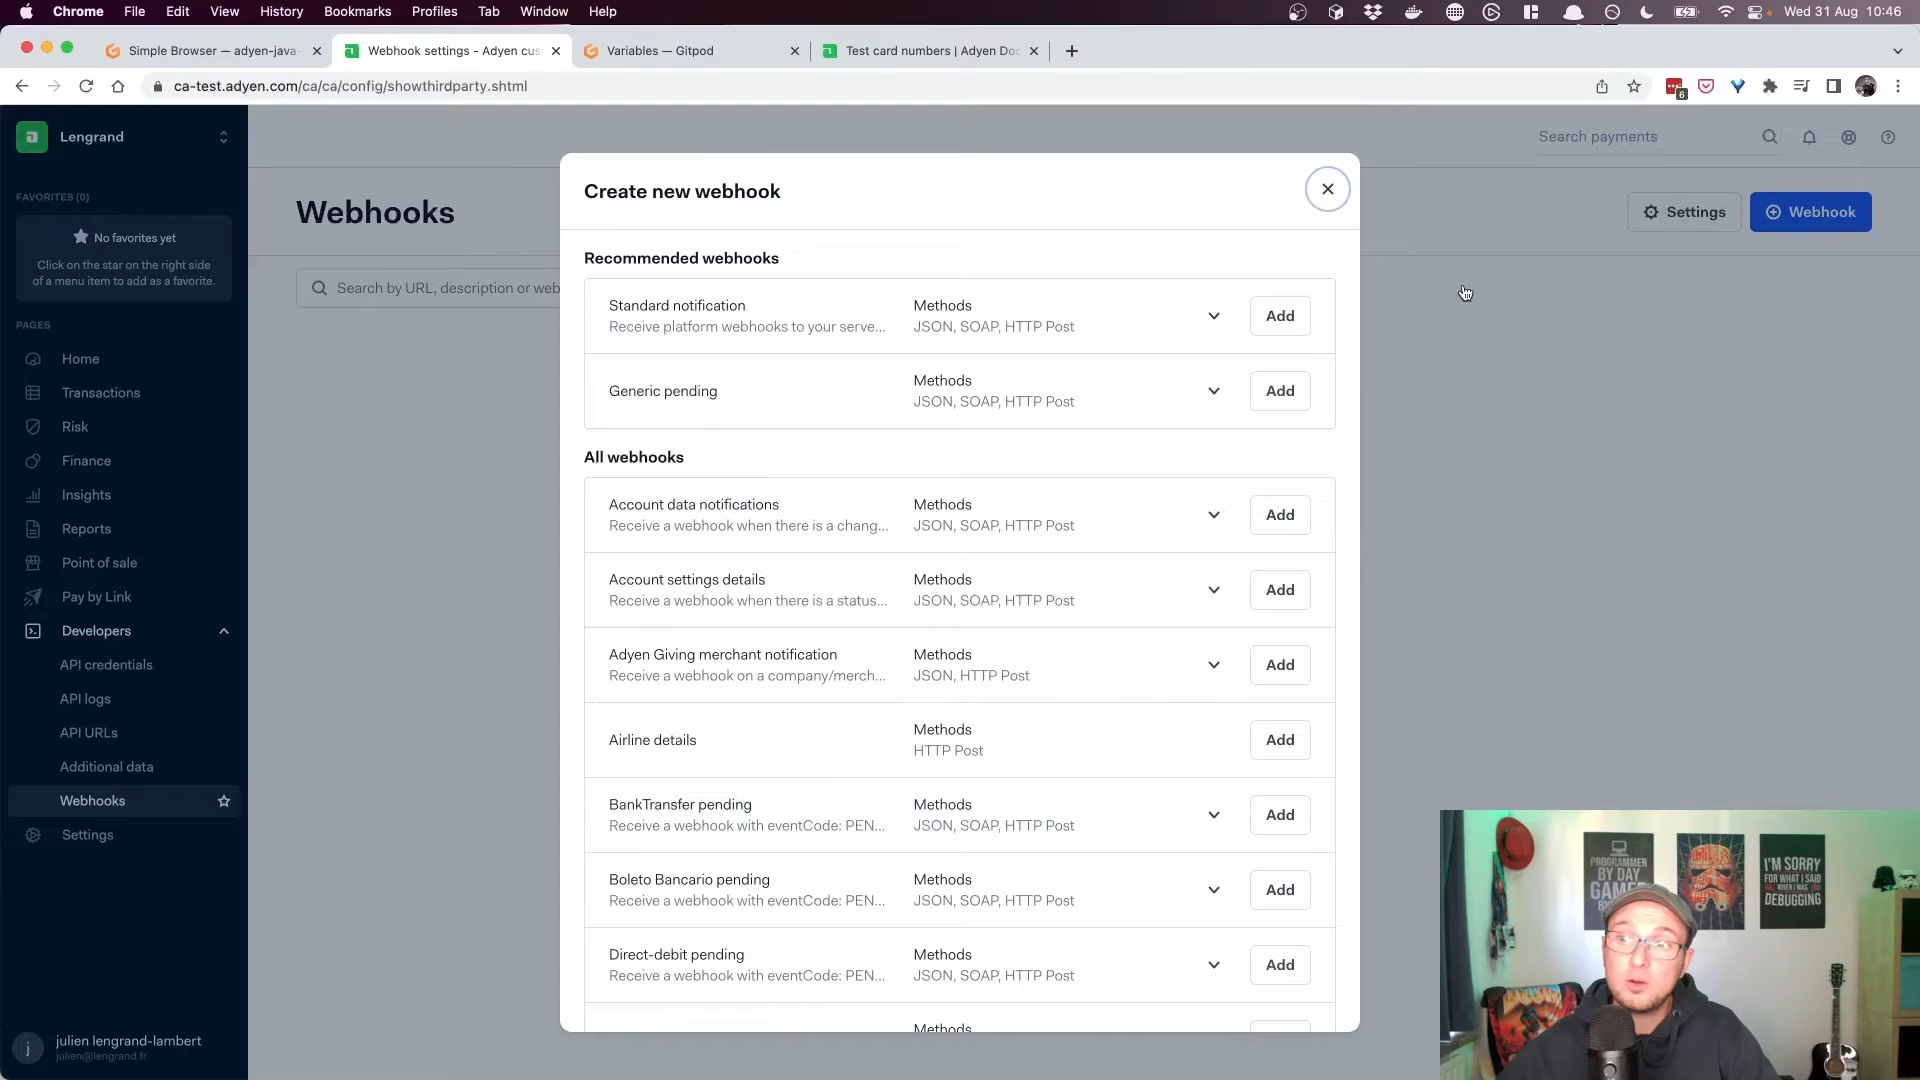 Chrome File Edit View History Bookmarks Profiles Tab Window Help Wed 31 Aug 10:46
Simple Browser — adyen-java-
Webhook settings - Adyen cus
Variables — Gitpod
Test card numbers | Adyen Doc
ca-test.adyen.com/ca/ca/config/showthirdparty.shtml
6
Lengrand
Search payments
FAVORITES (0)
No favorites yet
Click on the star on the right side
of a menu item to add as a favorite.
PAGES
Home
Transactions
Risk
Finance
Insights
Reports
Point of sale
Pay by Link
Developers
API credentials
API logs
API URLs
Additional data
Webhooks
Settings
j
julien lengrand-lambert
julien@lengrand.fr
Webhooks
Settings
Webhook
Search by URL, description or web
Create new webhook
Recommended webhooks
Standard notification Methods
Receive platform webhooks to your serve... JSON, SOAP, HTTP Post Add
Generic pending Methods
JSON, SOAP, HTTP Post Add
All webhooks
Account data notifications Methods
Receive a webhook when there is a chang... JSON, SOAP, HTTP Post Add
Account settings details Methods
Receive a webhook when there is a status... JSON, SOAP, HTTP Post Add
Adyen Giving merchant notification Methods
Receive a webhook on a company/merch... JSON, HTTP Post Add
Airline details Methods
HTTP Post Add
BankTransfer pending Methods
Receive a webhook with eventCode: PEN... JSON, SOAP, HTTP Post Add
Boleto Bancario pending Methods
Receive a webhook with eventCode: PEN... JSON, SOAP, HTTP Post Add
Direct-debit pending Methods
Receive a webhook with eventCode: PEN... JSON, SOAP, HTTP Post Add
Methods
PROGRAMMER
BY DAY
I'M SORRY
FOR WHAT I SAID
WHEN I WAS
DEBUGGING